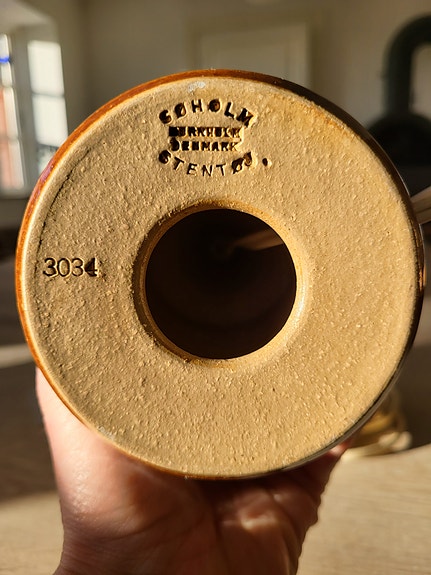 SØHOLM
BORNHOLM
DENMARK
STENTØJ
3034